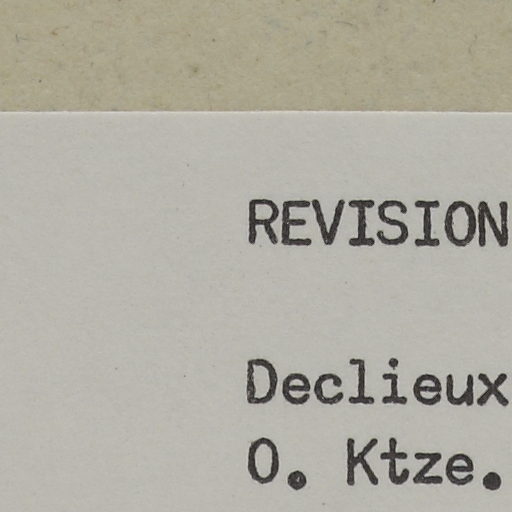 REVISION
Declieux
O. Ktze.